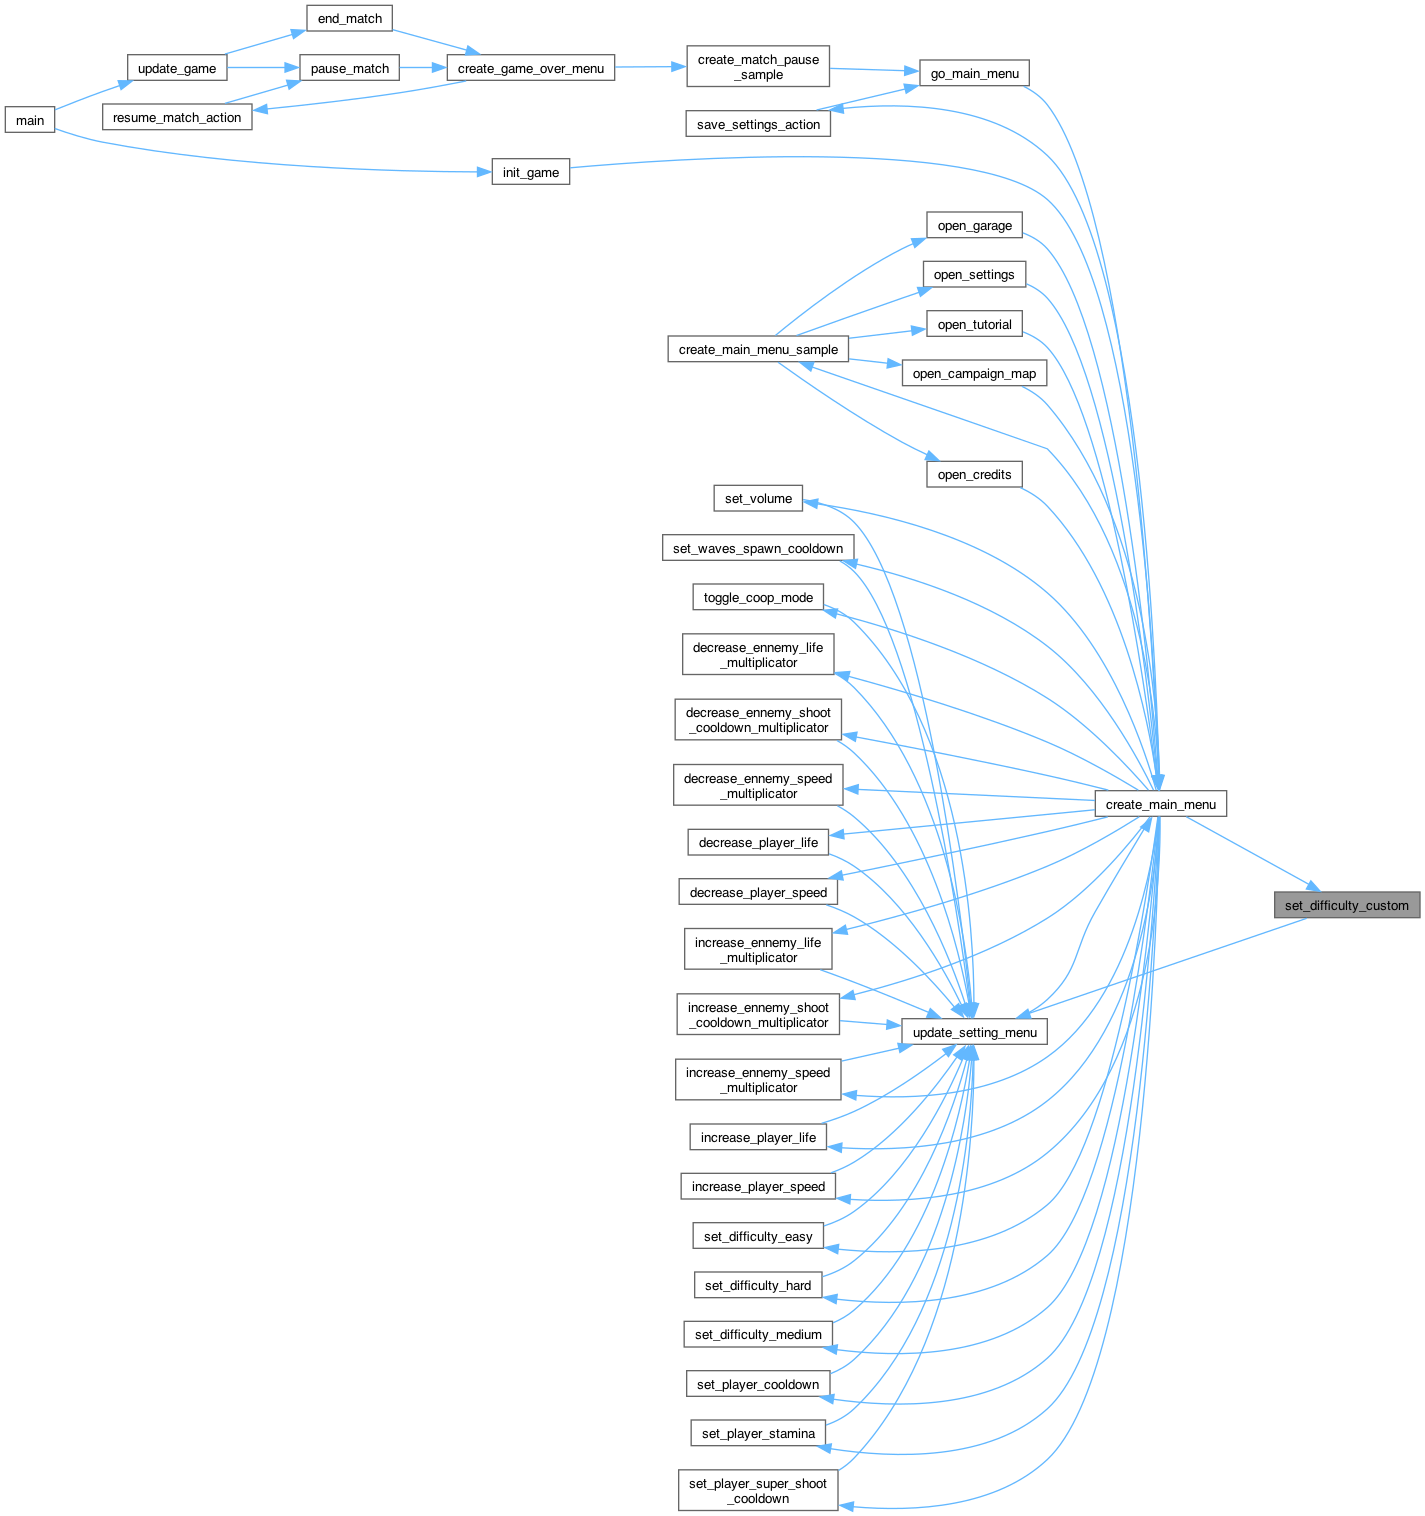 end_match
update_game
pause_match
create_game_over_menu
create_match_pause
_sample
go_main_menu
main
resume_match_action
save_settings_action
init_game
open_garage
open_settings
open_tutorial
create_main_menu_sample
open_campaign_map
open_credits
set_volume
set_waves_spawn_cooldown
toggle_coop_mode
decrease_ennemy_life
_multiplicator
decrease_ennemy_shoot
_cooldown_multiplicator
decrease_ennemy_speed
_multiplicator
create_main_menu
decrease_player_life
decrease_player_speed
set_difficulty_custom
increase_ennemy_life
_multiplicator
increase_ennemy_shoot
_cooldown_multiplicator
update_setting_menu
increase_ennemy_speed
_multiplicator
increase_player_life
increase_player_speed
set_difficulty_easy
set_difficulty_hard
set_difficulty_medium
set_player_cooldown
set_player_stamina
set_player_super_shoot
_cooldown